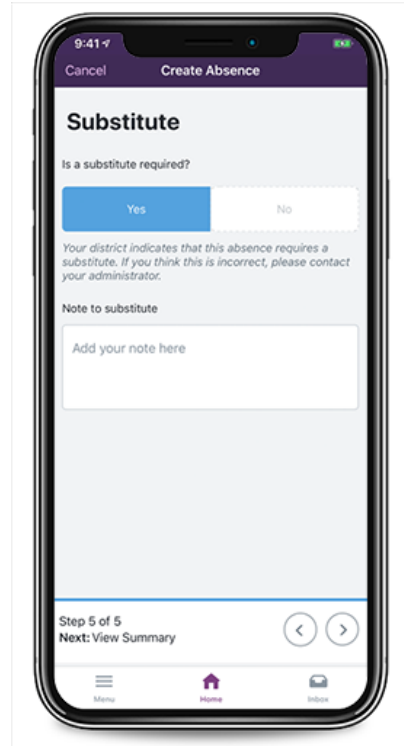 9:41
Cancel Create Absence
Substitute
Is a substitute required?
Yes No
Your district indicates that this absence requires a
substitute. If you think this is incorrect, please contact
your administrator.
Note to substitute
Add your note here
Step 5 of 5
Next: View Summary
Menu Home Inbox